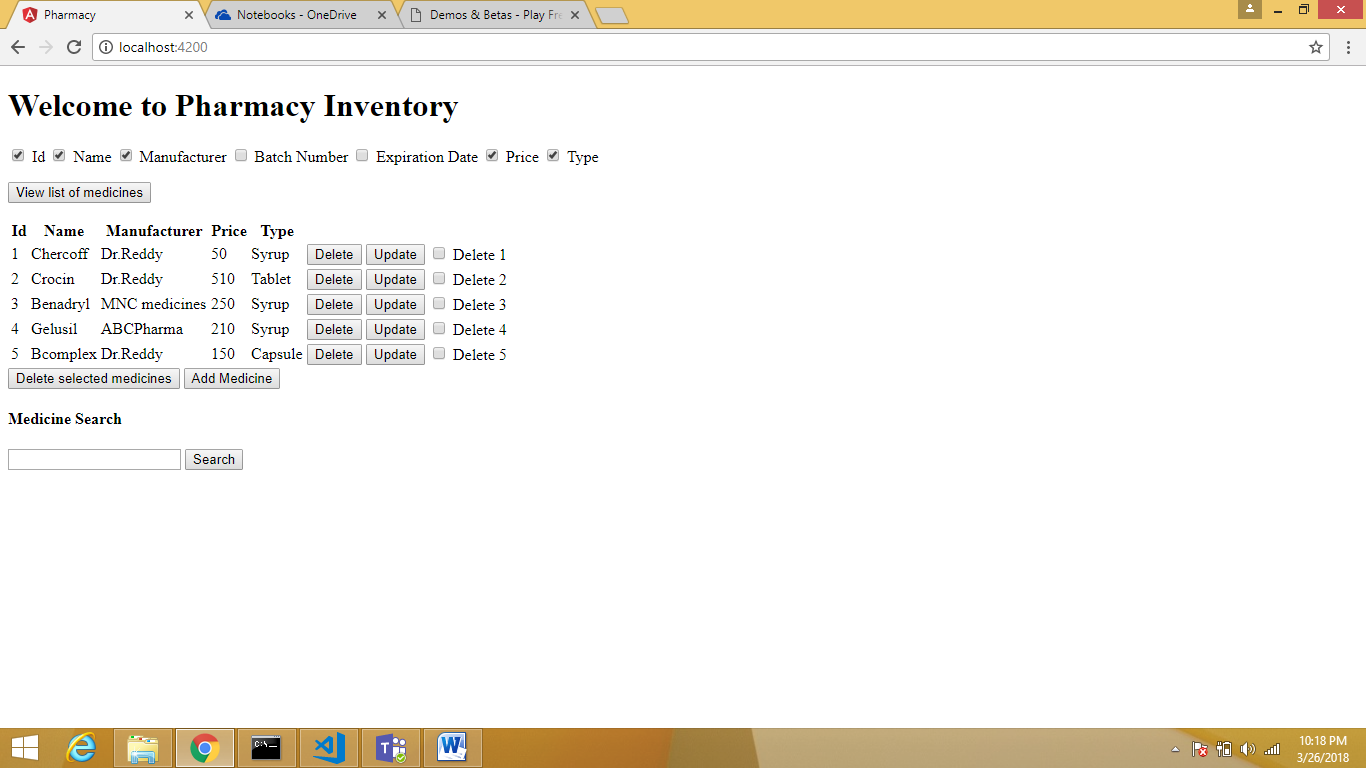 Pharmacy
Notebooks - OneDrive
Demos & Betas - Play Fre
localhost:4200
Welcome to Pharmacy Inventory
Id Name Manufacturer Batch Number Expiration Date Price Type
View list of medicines
Id Name Manufacturer Price Type
1 Chercoff Dr.Reddy 50 Syrup Delete Update Delete 1
2 Crocin Dr.Reddy 510 Tablet Delete Update Delete 2
3 Benadryl MNC medicines 250 Syrup Delete Update Delete 3
4 Gelusil ABCPharma 210 Syrup Delete Update Delete 4
5 Bcomplex Dr.Reddy 150 Capsule Delete Update Delete 5
Delete selected medicines Add Medicine
Medicine Search
Search
10:18 PM
3/26/2018